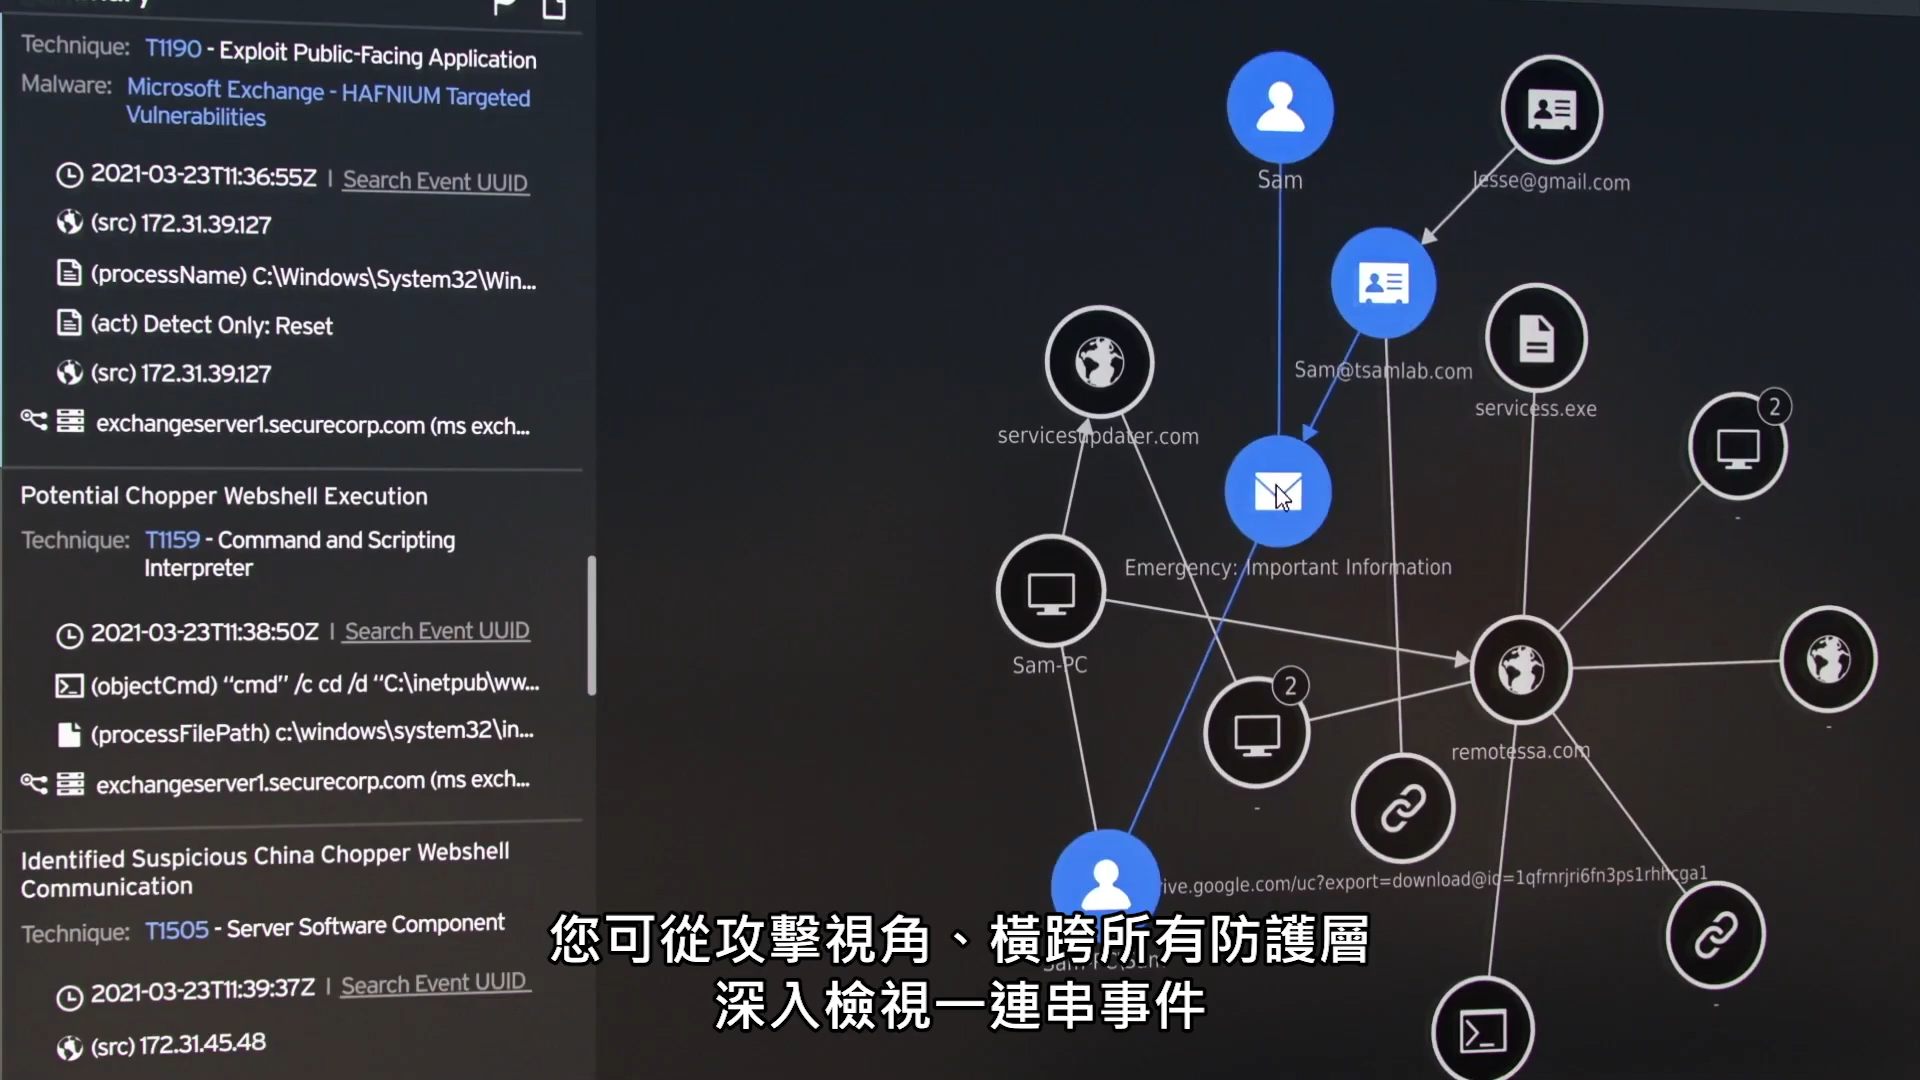 Technique: T1190 - Exploit Public-Facing Application
Malware: Microsoft Exchange - HAFNIUM Targeted
Vulnerabilities
2021-03-23T11:36:55Z | Search Event UUID
(src) 172.31.39.127
(processName) C:\Windows\System32\Win...
(act) Detect Only: Reset
(src) 172.31.39.127
exchangeserver1.securecorp.com (ms exch...
Potential Chopper Webshell Execution
Technique: T1159 - Command and Scripting
Interpreter
2021-03-23T11:38:50Z | Search Event UUID
(objectCmd) “cmd” /c cd /d “C:\inetpub\ww...
(processFilePath) c:\windows\system32\in...
exchangeserver1.securecorp.com (ms exch...
Identified Suspicious China Chopper Webshell
Communication
Technique: T1505 - Server Software Component
2021-03-23T11:39:37Z | Search Event UUID
(src) 172.31.45.48
Sam
Jesse@gmail.com
Sam@tsamlab.com
servicess.exe
servicesupdater.com
2
Emergency: Important Information
Sam-PC
2
remotessa.com
rive.google.com/uc?export=download@id=1qfrnrjri6fn3ps1rhhcga1
Sam-PC\Sam
您可從攻擊視角、橫跨所有防護層
深入檢視一連串事件